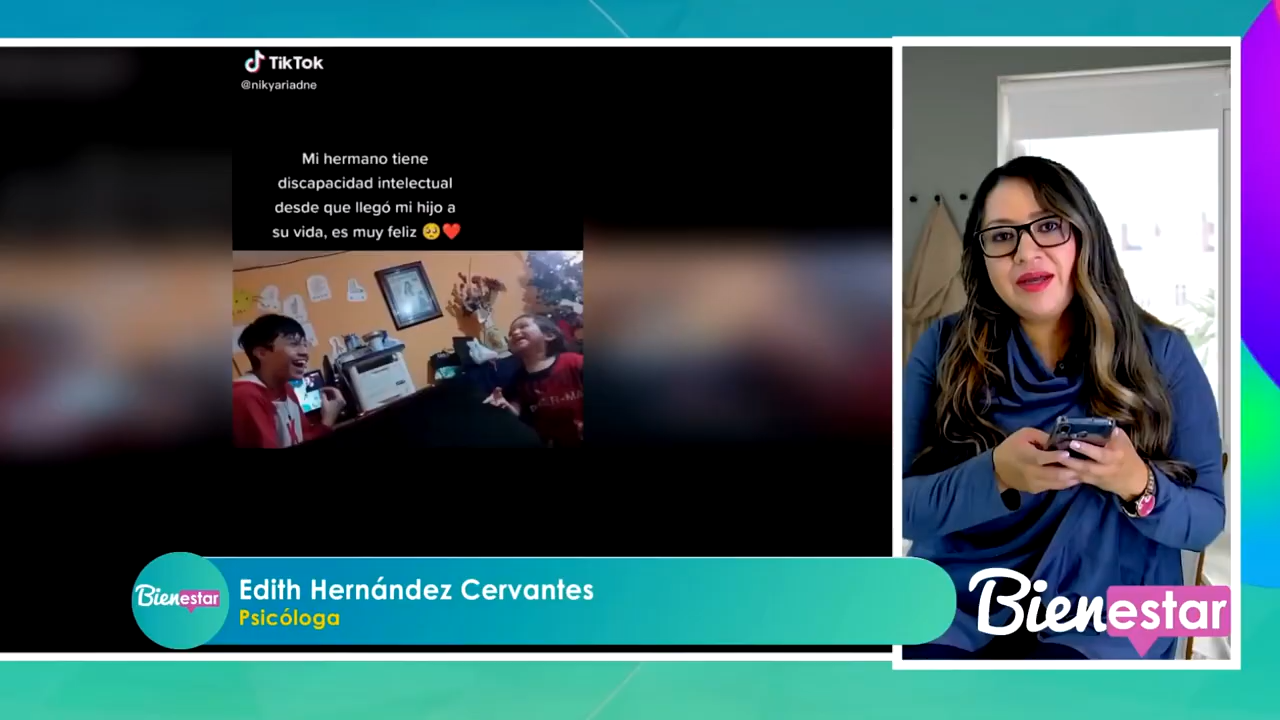 TikTok
@nikyariadne
Mi hermano tiene
discapacidad intelectual
desde que llegó mi hijo a
su vida, es muy feliz 🥺❤️
Bienestar
Edith Hernández Cervantes
Psicóloga
Bienestar